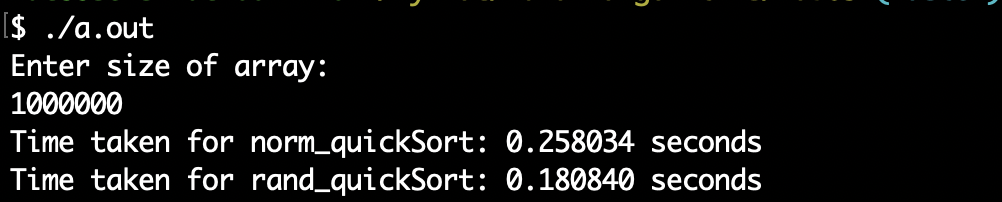 $ ./a.out
Enter size of array:
1000000
Time taken for norm_quickSort: 0.258034 seconds
Time taken for rand_quickSort: 0.180840 seconds